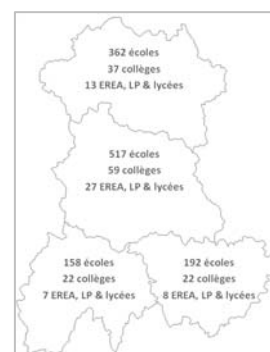 362 écoles
37 collèges
13 EREA, LP & lycées
517 écoles
59 collèges
27 EREA, LP & lycées
158 écoles
22 collèges
7 EREA, LP & lycées
192 écoles
22 collèges
8 EREA, LP & lycées